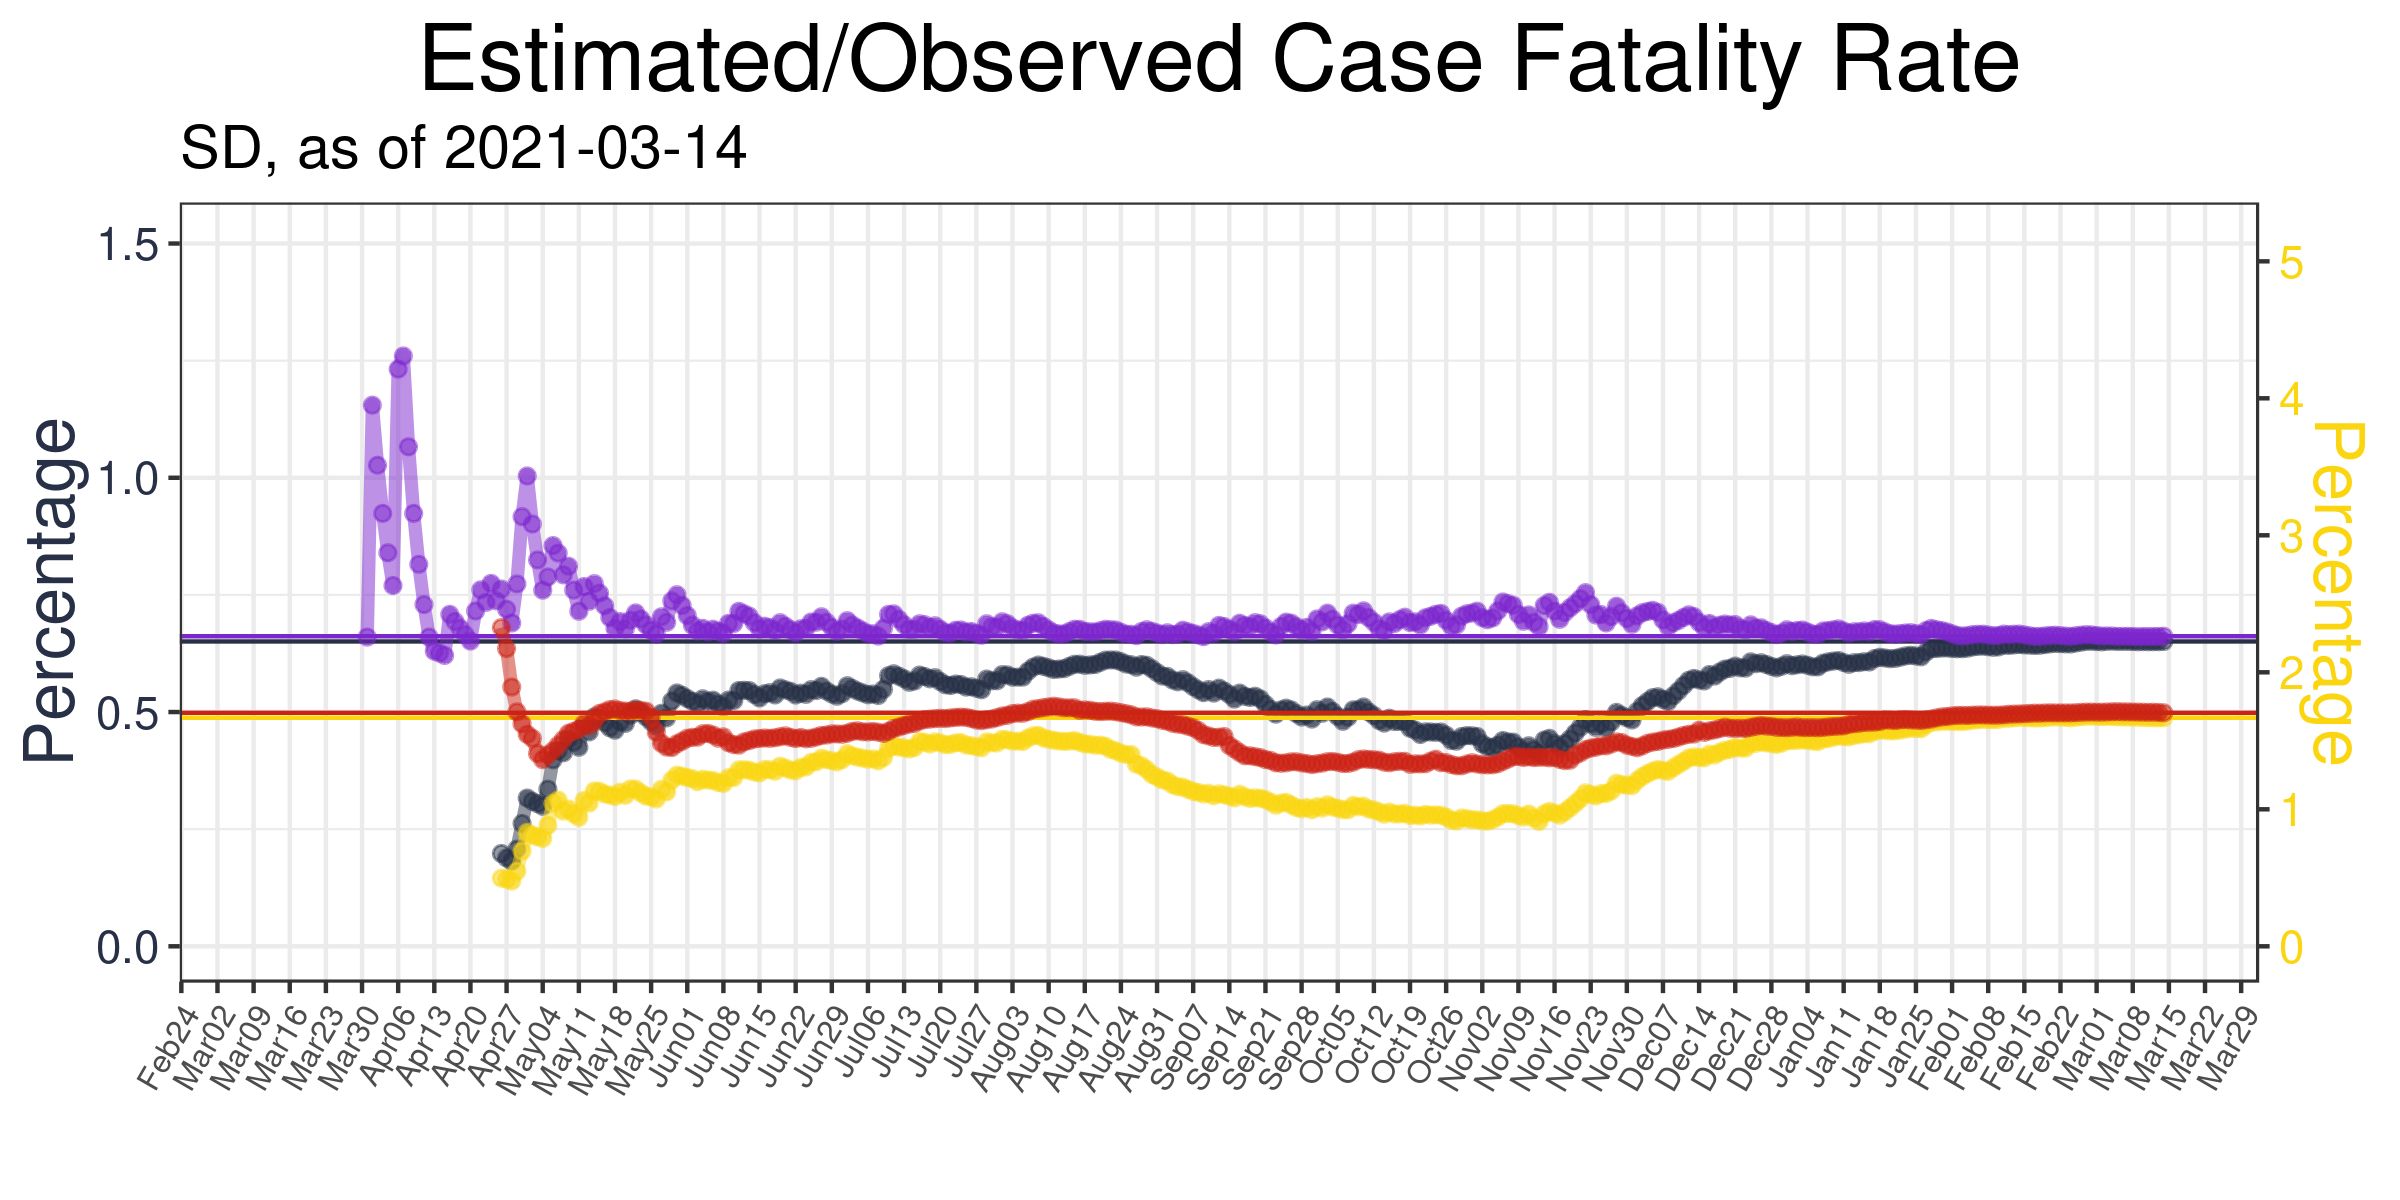 Estimated/Observed Case Fatality Rate
SD, as of 2021-03-14
Percentage
1.5
1.0
0.5
0.0
5
4
3
2
1
0
Percentage
Feb24
Mar02
Mar09
Mar16
Mar23
Mar30
Apr06
Apr13
Apr20
Apr27
May04
May11
May18
May25
Jun01
Jun08
Jun15
Jun22
Jun29
Jul06
Jul13
Jul20
Jul27
Aug03
Aug10
Aug17
Aug24
Aug31
Sep07
Sep14
Sep21
Sep28
Oct05
Oct12
Oct19
Oct26
Nov02
Nov09
Nov16
Nov23
Nov30
Dec07
Dec14
Dec21
Dec28
Jan04
Jan11
Jan18
Jan25
Feb01
Feb08
Feb15
Feb22
Mar01
Mar08
Mar15
Mar22
Mar29